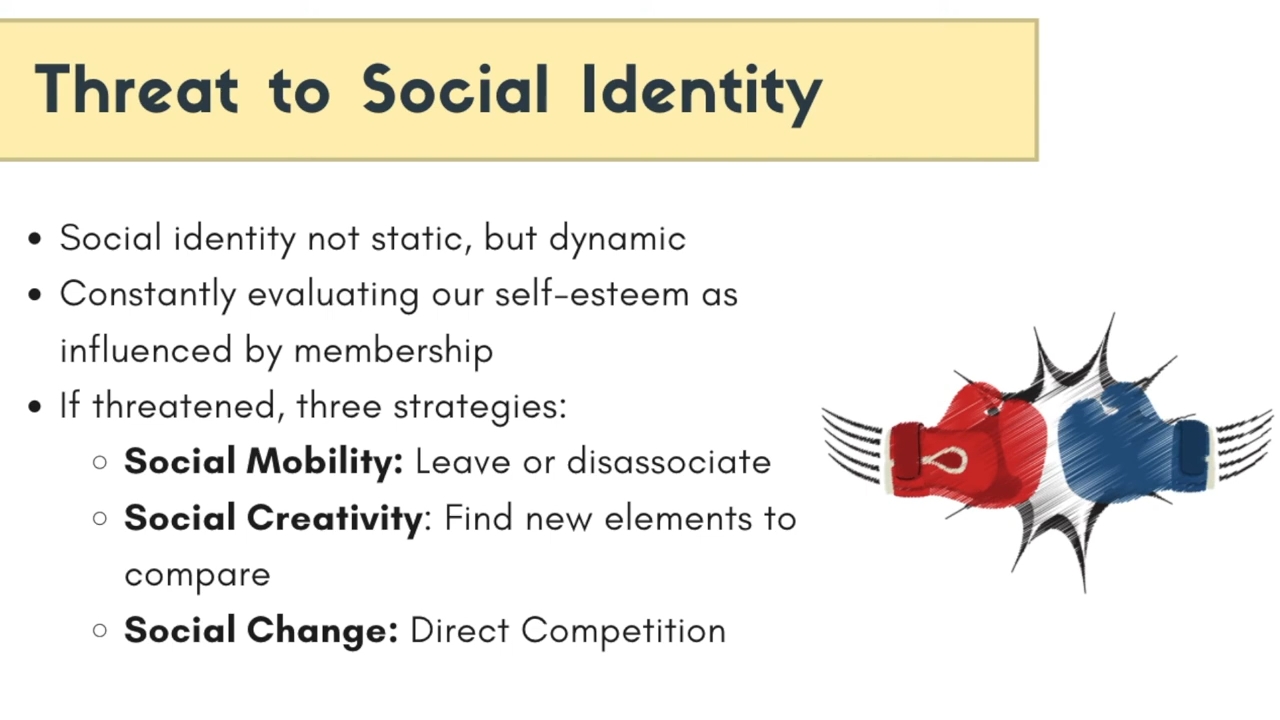 Threat to Social Identity
• Social identity not static, but dynamic
• Constantly evaluating our self-esteem as
influenced by membership
• If threatened, three strategies:
○ Social Mobility: Leave or disassociate
○ Social Creativity: Find new elements to
compare
○ Social Change: Direct Competition